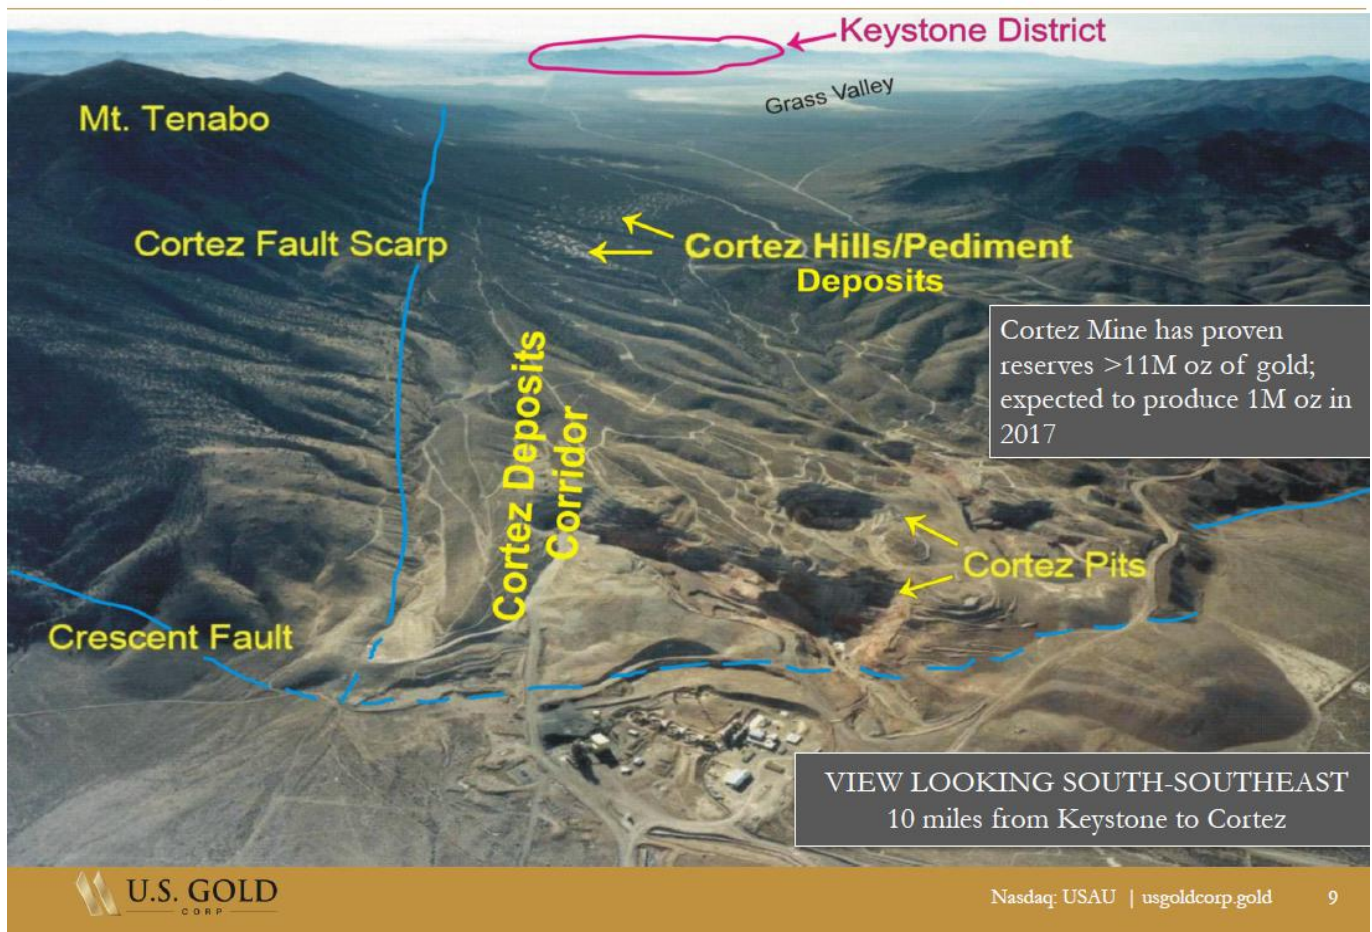 Keystone District
Grass Valley
Mt. Tenabo
Cortez Fault Scarp
Cortez Hills/Pediment
Deposits
Cortez Mine has proven
reserves >11M oz of gold;
expected to produce 1M oz in
2017
Cortez Deposits
Corridor
Cortez Pits
Crescent Fault
VIEW LOOKING SOUTH-SOUTHEAST
10 miles from Keystone to Cortez
U.S. GOLD
CORP
Nasdaq: USAU | usgoldcorp.gold 9